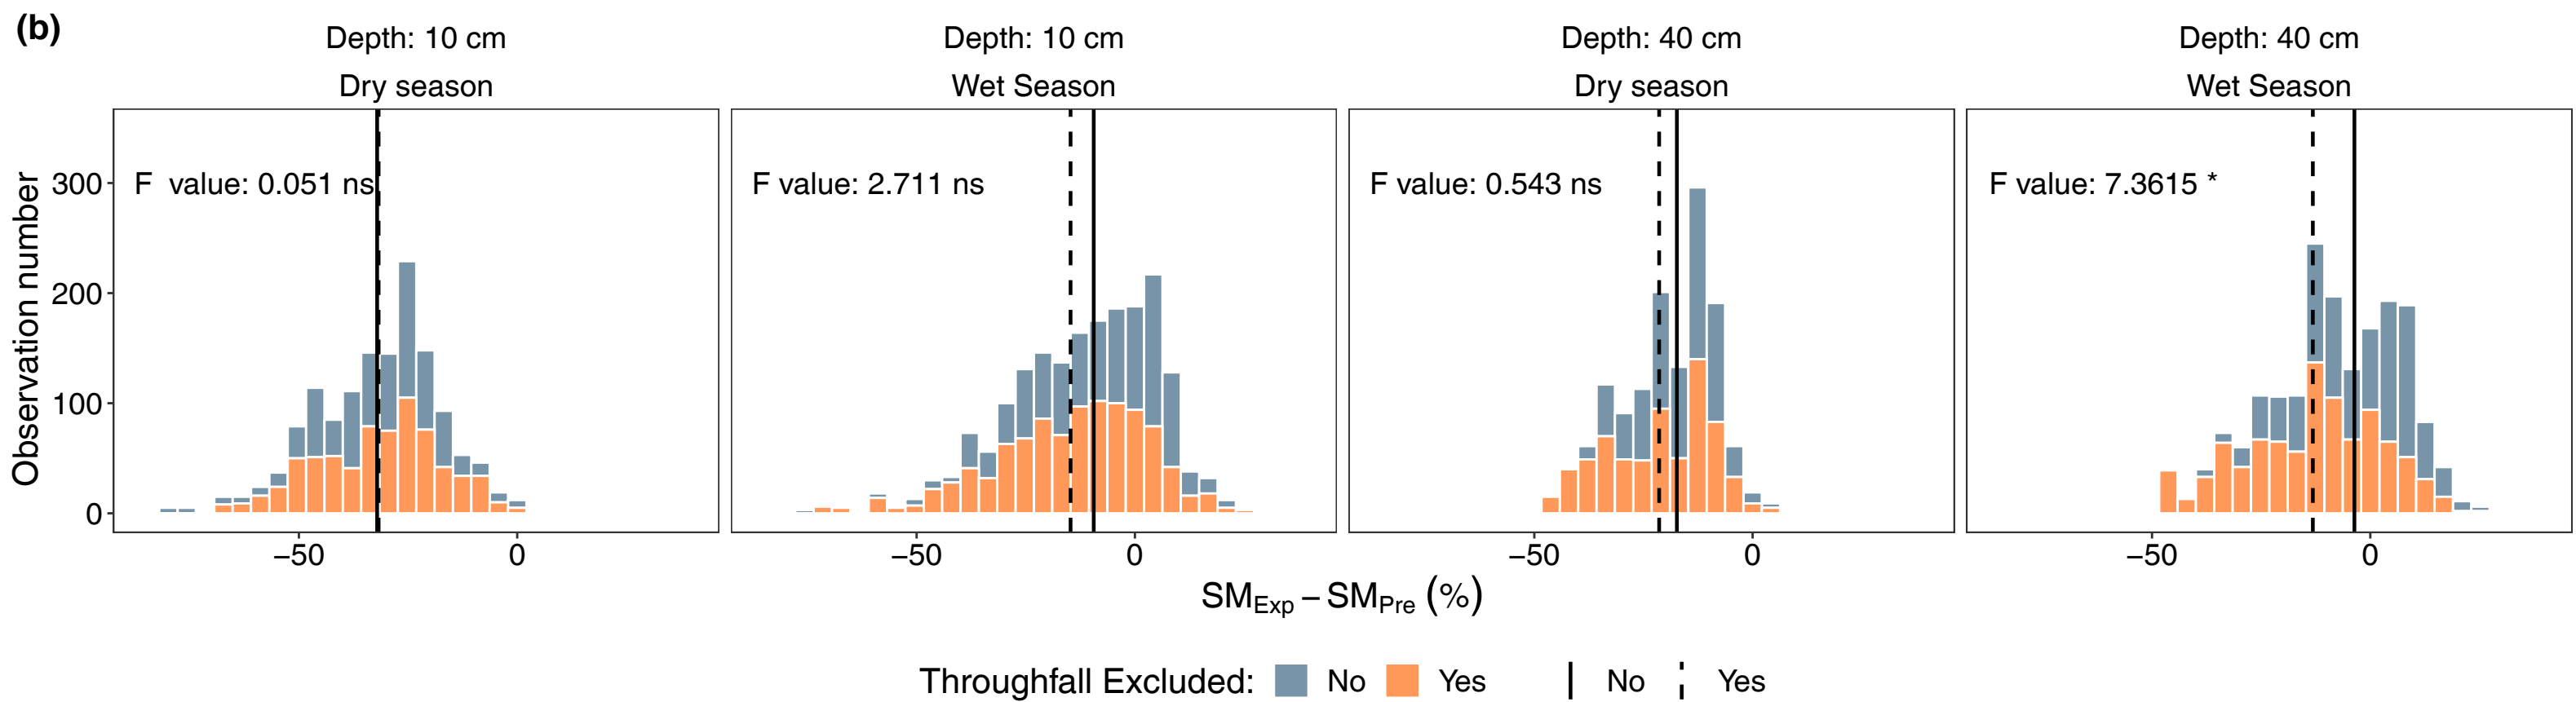 (b)
Depth: 10 cm
Dry season
Depth: 10 cm
Wet Season
Depth: 40 cm
Dry season
Depth: 40 cm
Wet Season
Observation number
300
200
100
0
F  value: 0.051 ns
F value: 2.711 ns
F value: 0.543 ns
F value: 7.3615 *
−50 0
−50 0
−50 0
−50 0
SMExp – SMPre (%)
Throughfall Excluded: No Yes No Yes